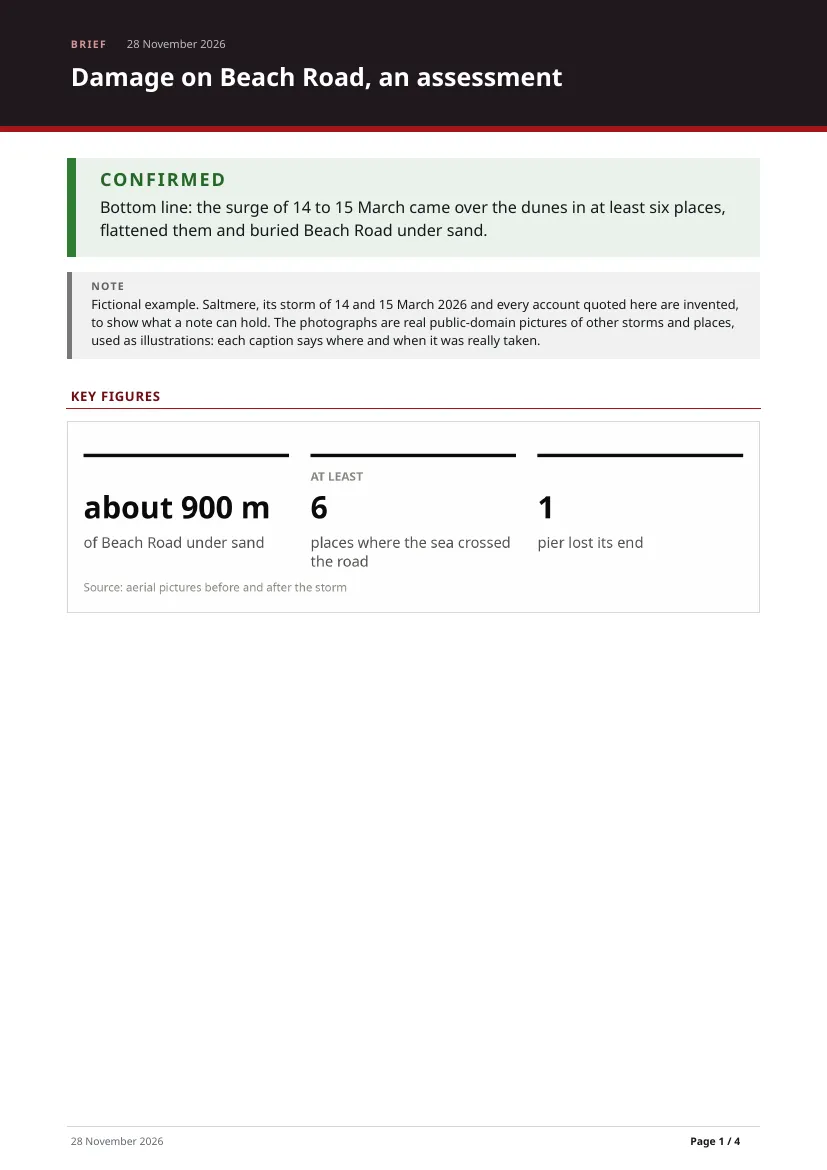 BRIEF 28 November 2026
Damage on Beach Road, an assessment
CONFIRMED
Bottom line: the surge of 14 to 15 March came over the dunes in at least six places,
flattened them and buried Beach Road under sand.
NOTE
Fictional example. Saltmere, its storm of 14 and 15 March 2026 and every account quoted here are invented,
to show what a note can hold. The photographs are real public-domain pictures of other storms and places,
used as illustrations: each caption says where and when it was really taken.
KEY FIGURES
about 900 m
of Beach Road under sand
AT LEAST
6
places where the sea crossed
the road
1
pier lost its end
Source: aerial pictures before and after the storm
28 November 2026
Page 1 / 4